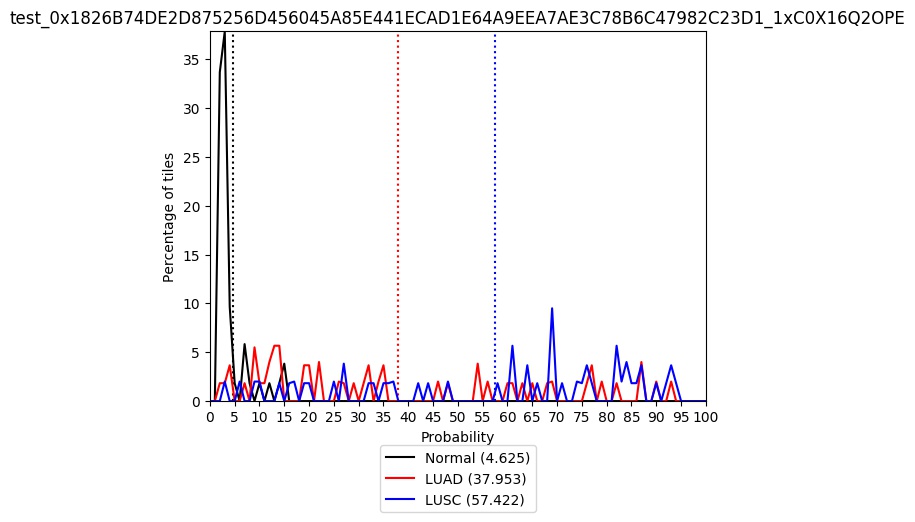 test_0x1826B74DE2D875256D456045A85E441ECAD1E64A9EEA7AE3C78B6C47982C23D1_1xC0X16Q2OPE
Percentage of tiles
35
30
25
20
15
10
5
0
0 5 10 15 20 25 30 35 40 45 50 55 60 65 70 75 80 85 90 95 100
Probability
Normal (4.625)
LUAD (37.953)
LUSC (57.422)